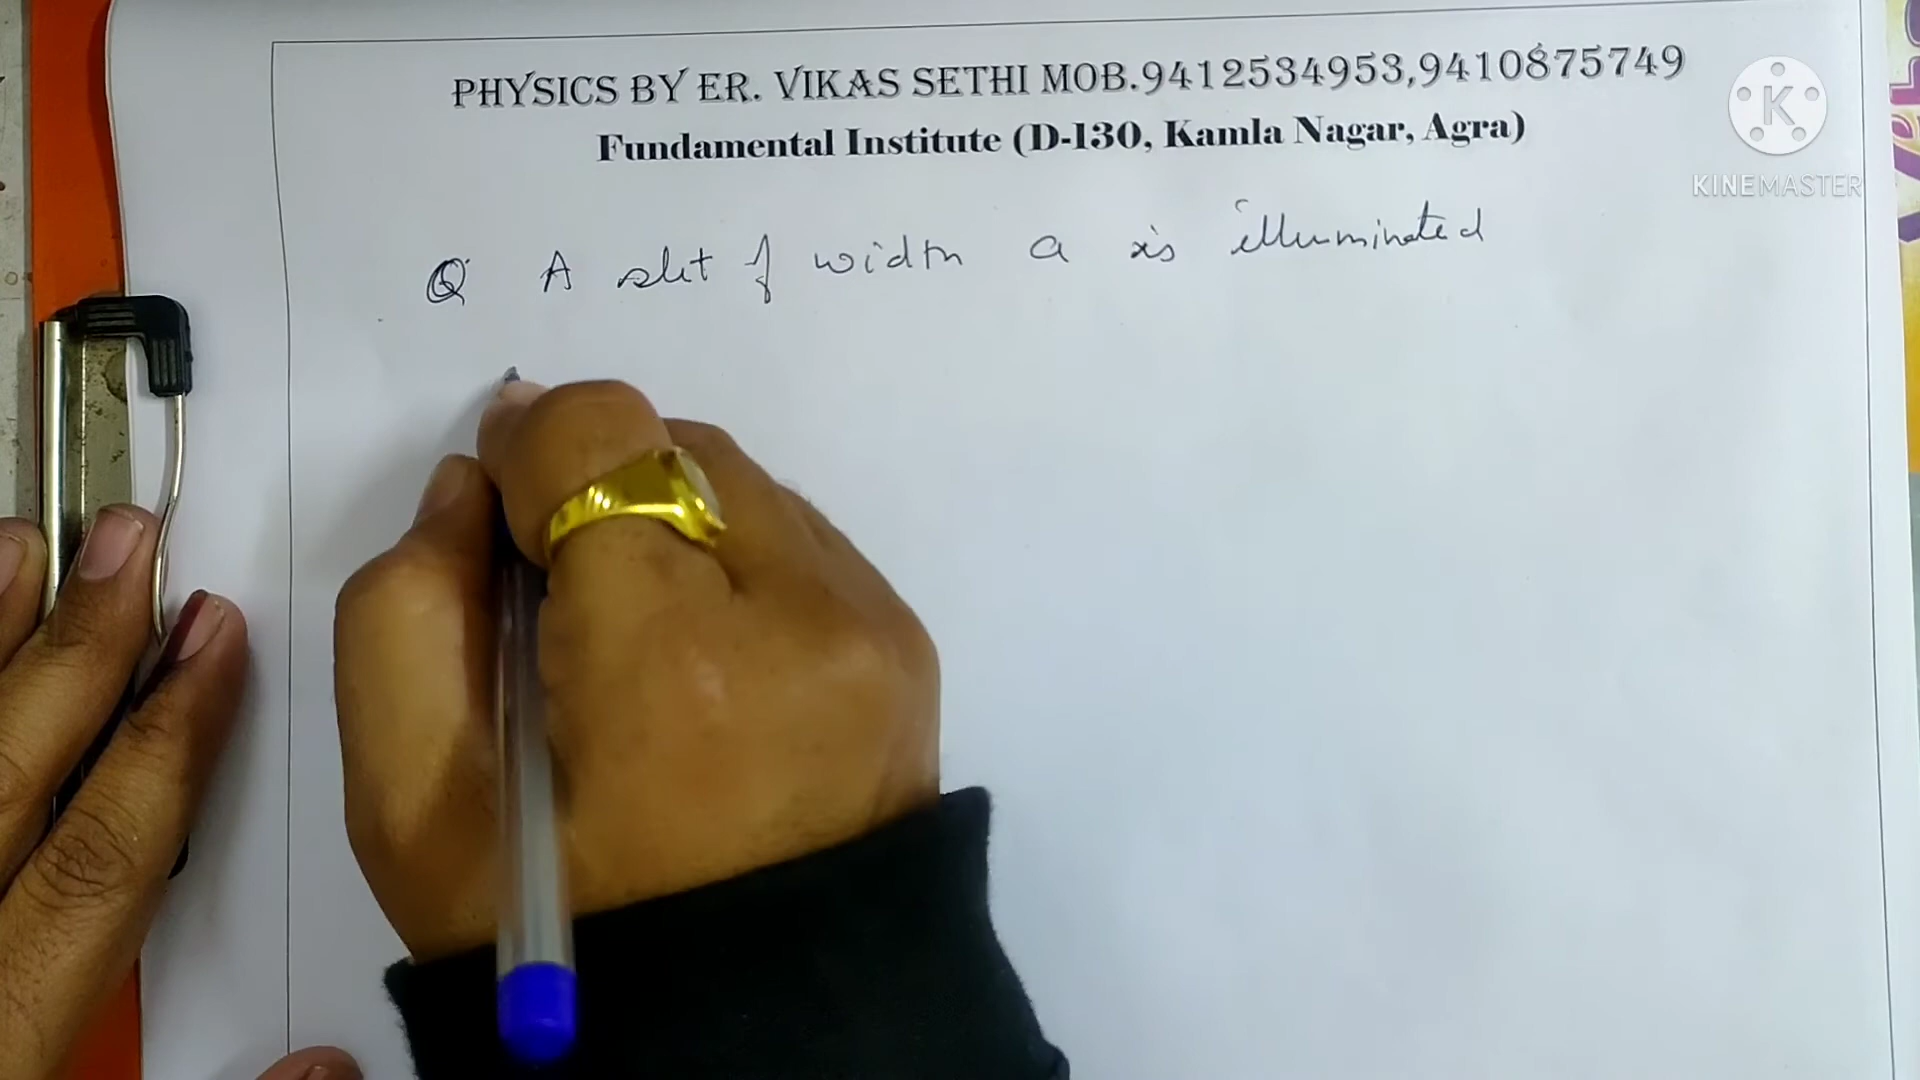 PHYSICS BY ER. VIKAS SETHI MOB.9412534953,9410875749
Fundamental Institute (D-130, Kamla Nagar, Agra)
K
KINEMASTER
Q A slit of width a is illuminated